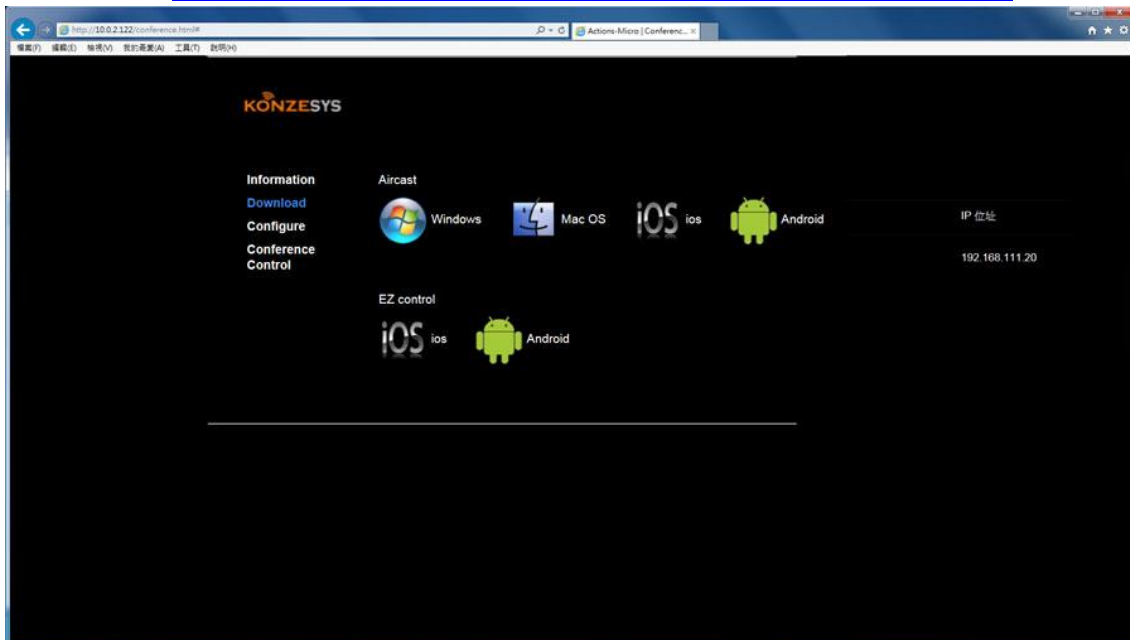 http://10.0.2.122/conference.html#
Actions-Micro | Conferenc...
檔案(F) 編輯(E) 檢視(V) 我的最愛(A) 工具(T) 說明(H)
KONZESYS
Information
Download
Configure
Conference
Control
Aircast
Windows
Mac OS
iOS ios
Android
EZ control
iOS ios
Android
IP 位址
192.168.111.20